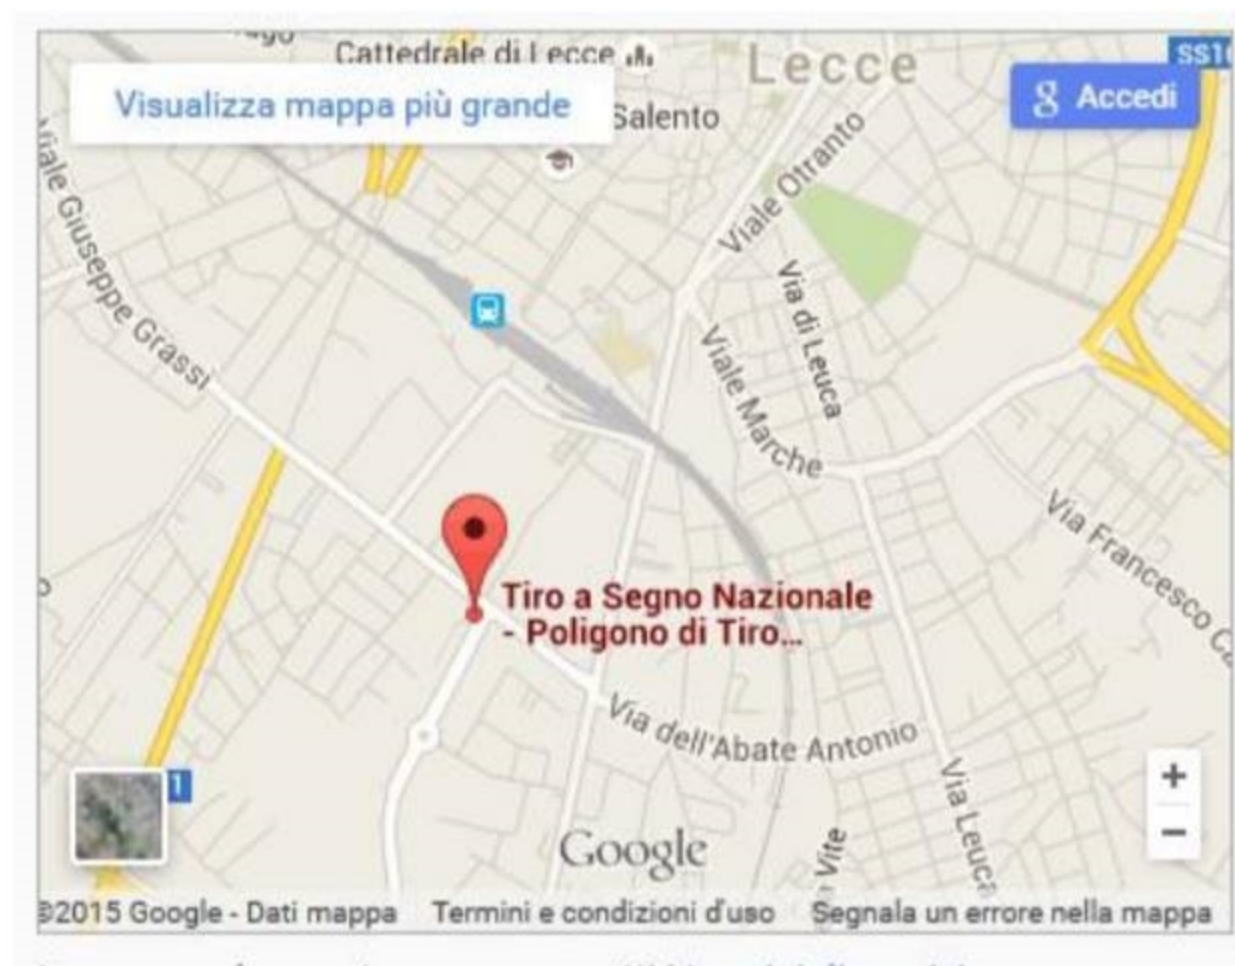 Cattedrale di Lecce
Lecce
SS16
Visualizza mappa più grande
g Accedi
Salento
Viale Otranto
Viale Giuseppe Grassi
Via di Leuca
Viale Marche
Via Francesco
Tiro a Segno Nazionale
- Poligono di Tiro...
Via dell'Abate Antonio
Via Leuca
Vite
1
+
−
Google
©2015 Google - Dati mappa
Termini e condizioni d'uso
Segnala un errore nella mappa